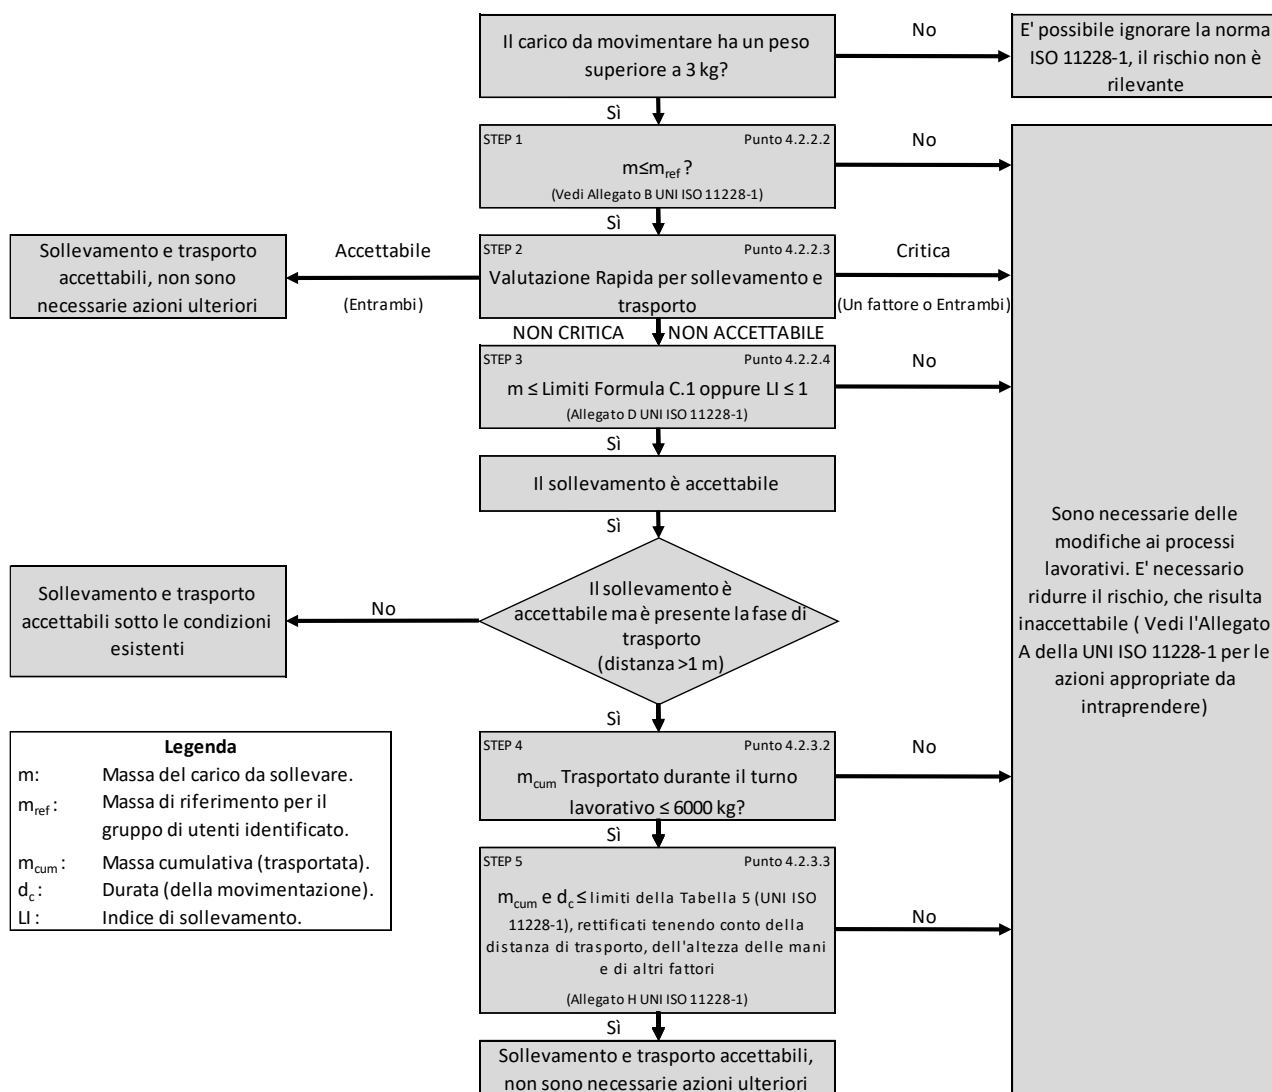 Il carico da movimentare ha un peso
superiore a 3 kg?
No
E' possibile ignorare la norma
ISO 11228-1, il rischio non è
rilevante
Sì
STEP 1 Punto 4.2.2.2
m≤mref ?
(Vedi Allegato B UNI ISO 11228-1)
No
Sì
Sollevamento e trasporto
accettabili, non sono
necessarie azioni ulteriori
Accettabile
(Entrambi)
STEP 2 Punto 4.2.2.3
Valutazione Rapida per sollevamento e
trasporto
Critica
(Un fattore o Entrambi)
NON CRITICA NON ACCETTABILE
STEP 3 Punto 4.2.2.4
m ≤ Limiti Formula C.1 oppure LI ≤ 1
(Allegato D UNI ISO 11228-1)
No
Sì
Il sollevamento è accettabile
Sì
Sollevamento e trasporto
accettabili sotto le condizioni
esistenti
No
Il sollevamento è
accettabile ma è presente la fase di
trasporto
(distanza >1 m)
Sono necessarie delle
modifiche ai processi
lavorativi. E' necessario
ridurre il rischio, che risulta
inaccettabile ( Vedi l'Allegato
A della UNI ISO 11228-1 per le
azioni appropriate da
intraprendere)
Sì
STEP 4 Punto 4.2.3.2
mcum Trasportato durante il turno
lavorativo ≤ 6000 kg?
No
Sì
STEP 5 Punto 4.2.3.3
mcum e dc ≤ limiti della Tabella 5 (UNI ISO
11228-1), rettificati tenendo conto della
distanza di trasporto, dell'altezza delle mani
e di altri fattori
(Allegato H UNI ISO 11228-1)
No
Sì
Sollevamento e trasporto accettabili,
non sono necessarie azioni ulteriori
Legenda
m: Massa del carico da sollevare.
mref : Massa di riferimento per il
gruppo di utenti identificato.
mcum : Massa cumulativa (trasportata).
dc : Durata (della movimentazione).
LI : Indice di sollevamento.